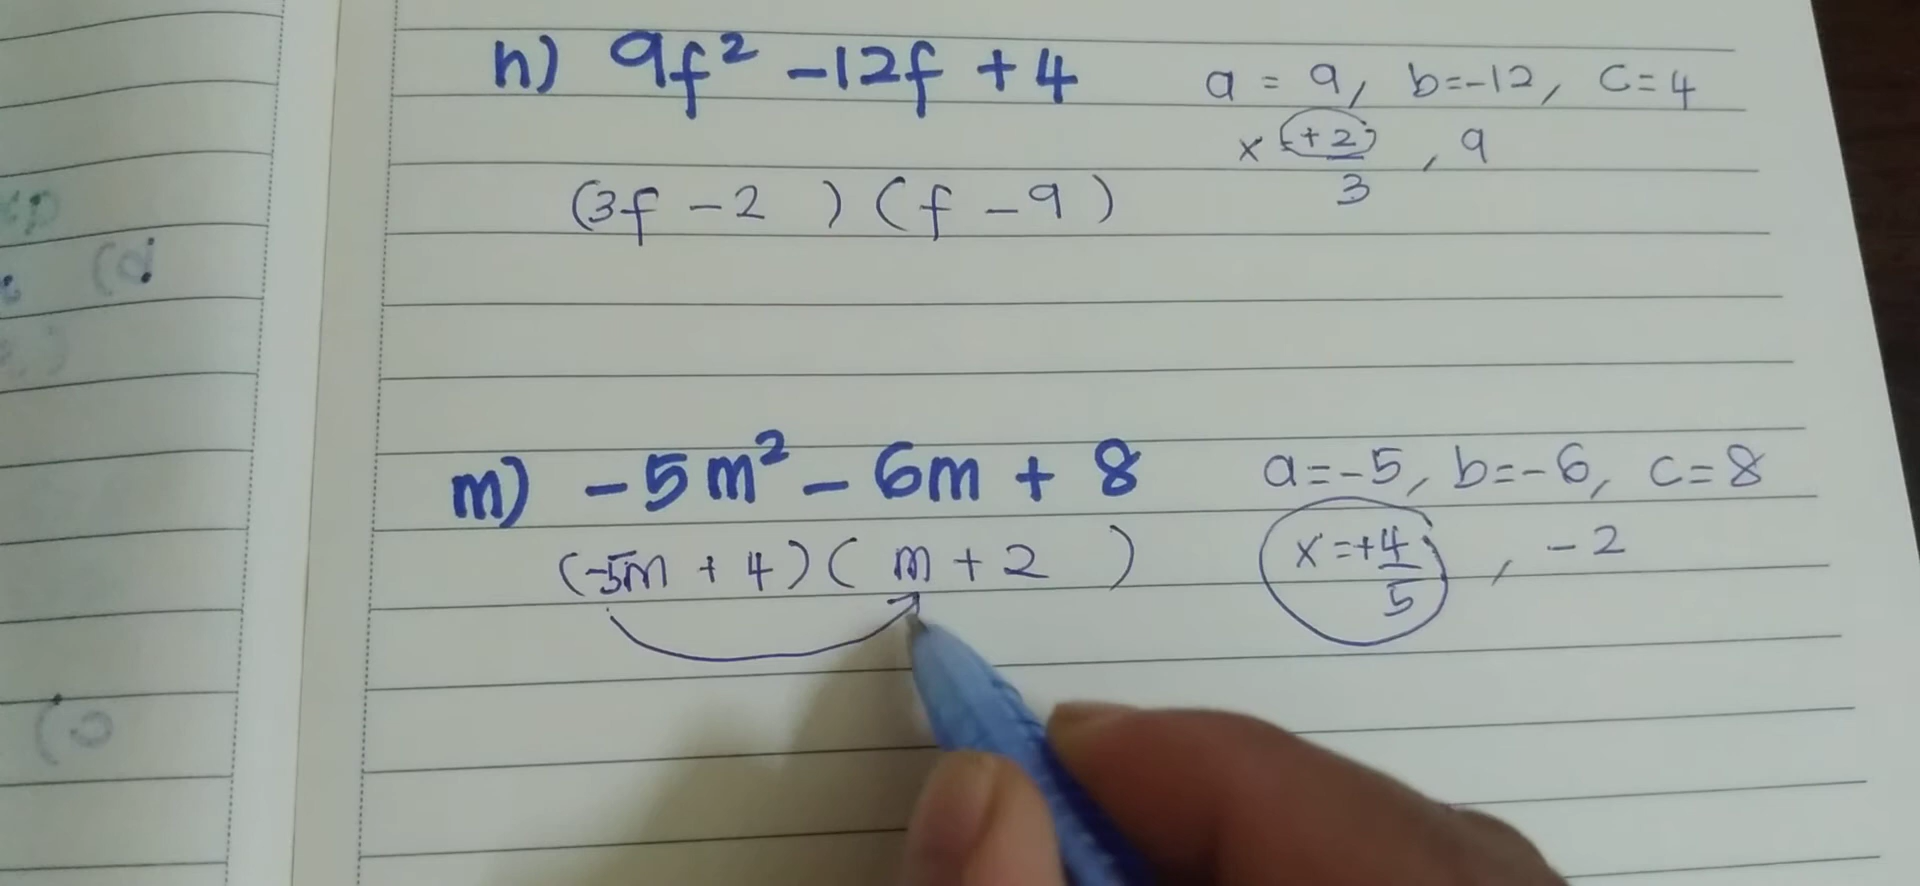 h) 9f² -12f + 4 a = 9, b=-12, c=4
x (+2)/3 , 9
(3f - 2 ) ( f - 9 )
m) -5m² - 6m + 8 a=-5, b=-6, c=8
(-5m + 4) ( m + 2 ) x=+4/5 , -2